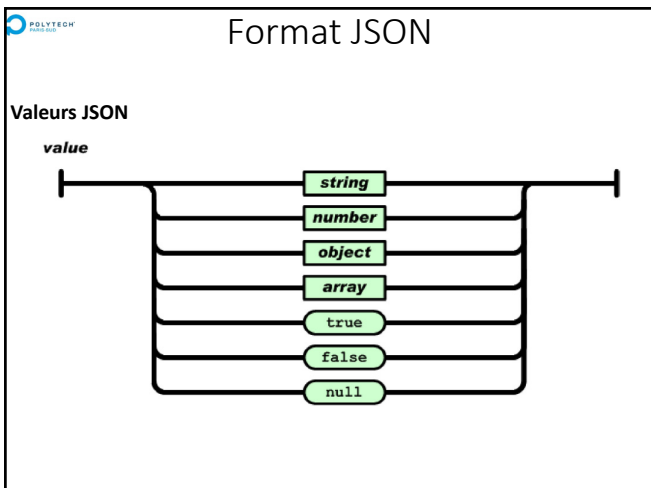 POLYTECH'
PARIS-SUD
Format JSON
Valeurs JSON
value
string
number
object
array
true
false
null